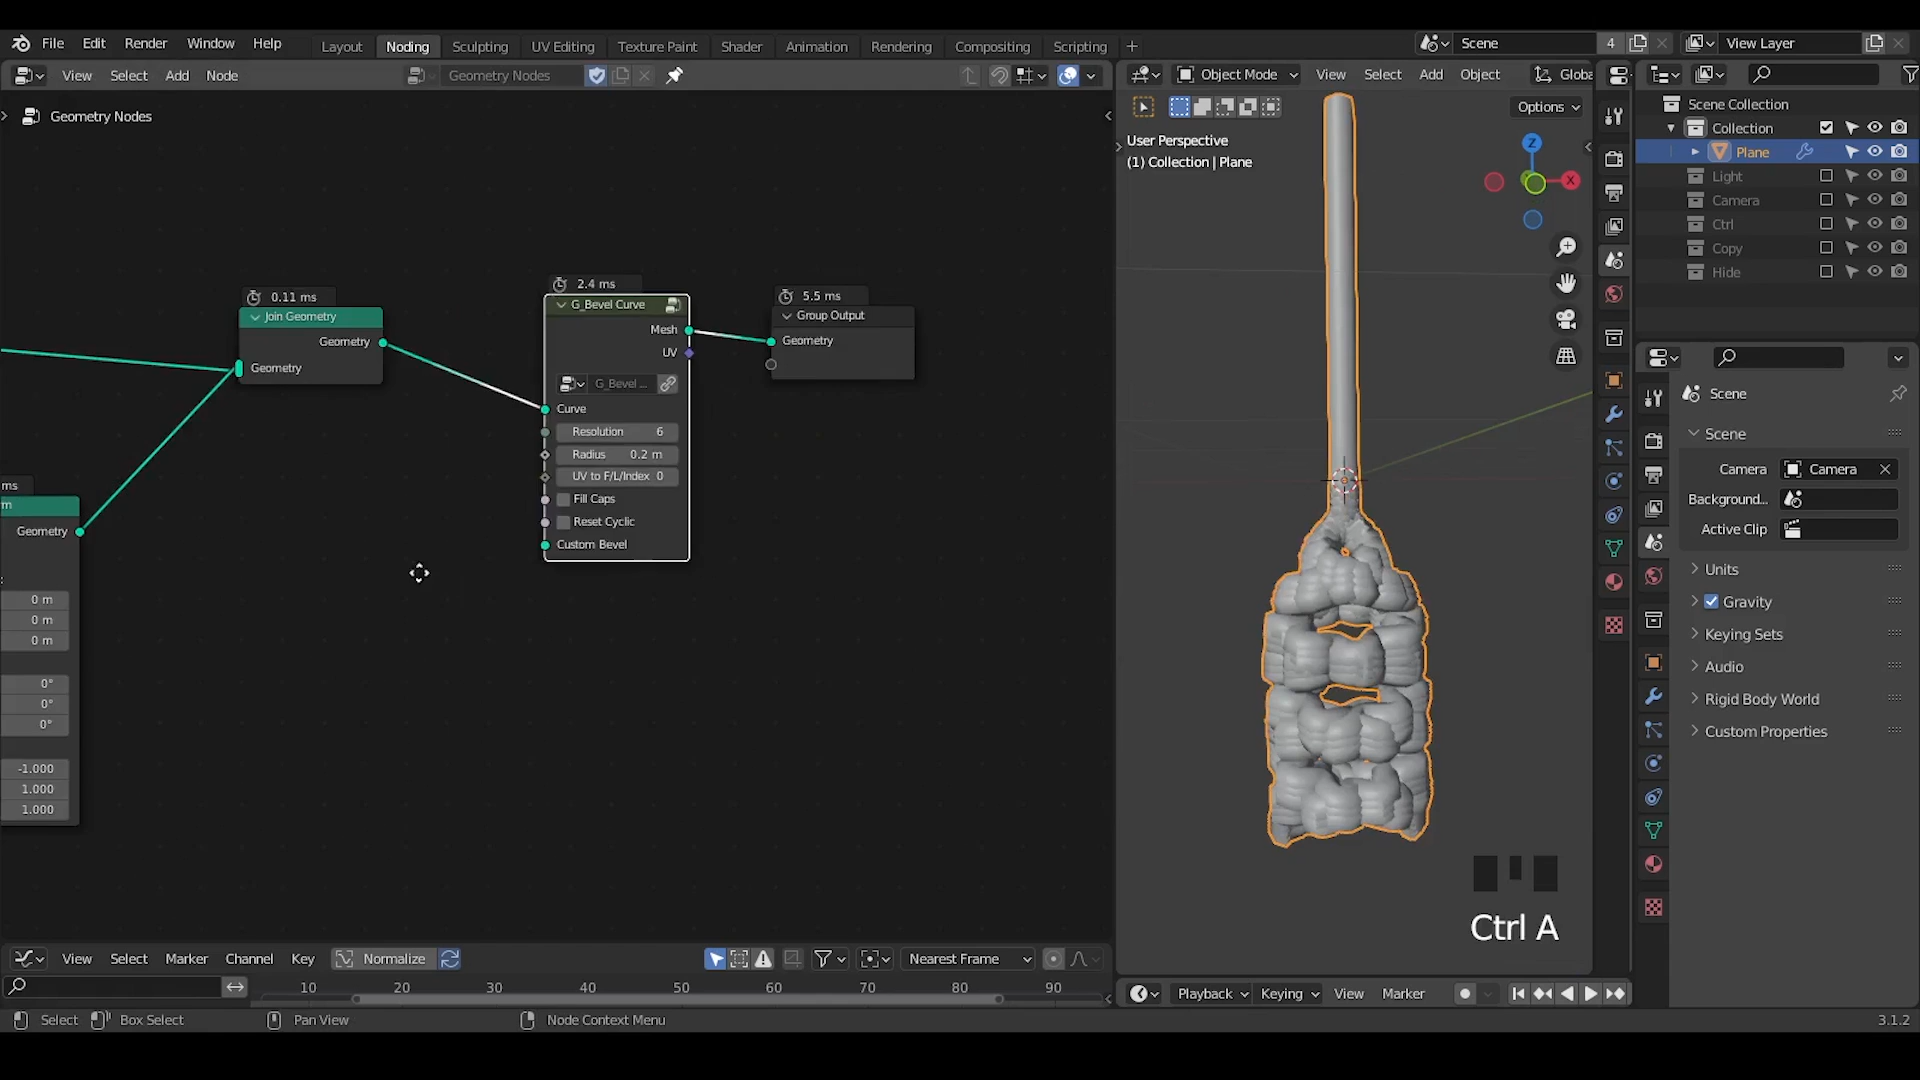 File Edit Render Window Help
Layout Noding Sculpting UV Editing Texture Paint Shader Animation Rendering Compositing Scripting +
Scene 4 View Layer
View Select Add Node
Geometry Nodes
Object Mode View Select Add Object Globa
Geometry Nodes
Options
User Perspective
(1) Collection | Plane
Z
X
Scene Collection
Collection
Plane
Light
Camera
Ctrl
Copy
Hide
0.11 ms
Join Geometry
Geometry
Geometry
2.4 ms
G_Bevel Curve
Mesh
UV
G_Bevel ...
Curve
Resolution 6
Radius 0.2 m
UV to F/L/Index 0
Fill Caps
Reset Cyclic
Custom Bevel
5.5 ms
Group Output
Geometry
ms
m
Geometry
:
0 m
0 m
0 m
0°
0°
0°
-1.000
1.000
1.000
Scene
Scene
Camera Camera
Background...
Active Clip
Units
Gravity
Keying Sets
Audio
Rigid Body World
Custom Properties
Ctrl A
View Select Marker Channel Key Normalize Nearest Frame
10 20 30 40 50 60 70 80 90
Playback Keying View Marker
Select Box Select Pan View Node Context Menu 3.1.2